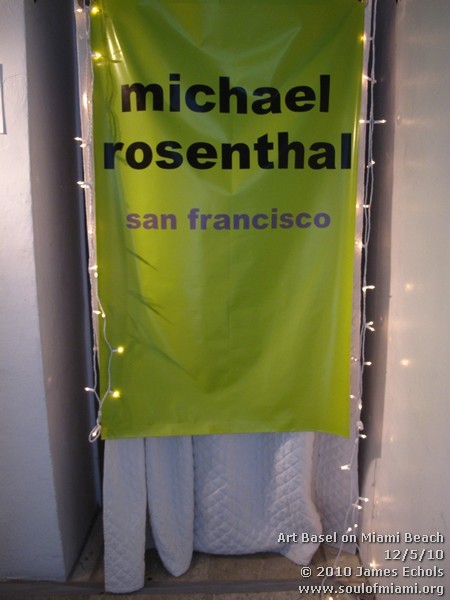 michael
rosenthal
san francisco
Art Basel on Miami Beach
12/5/10
© 2010 James Echols
www.soulofmiami.org